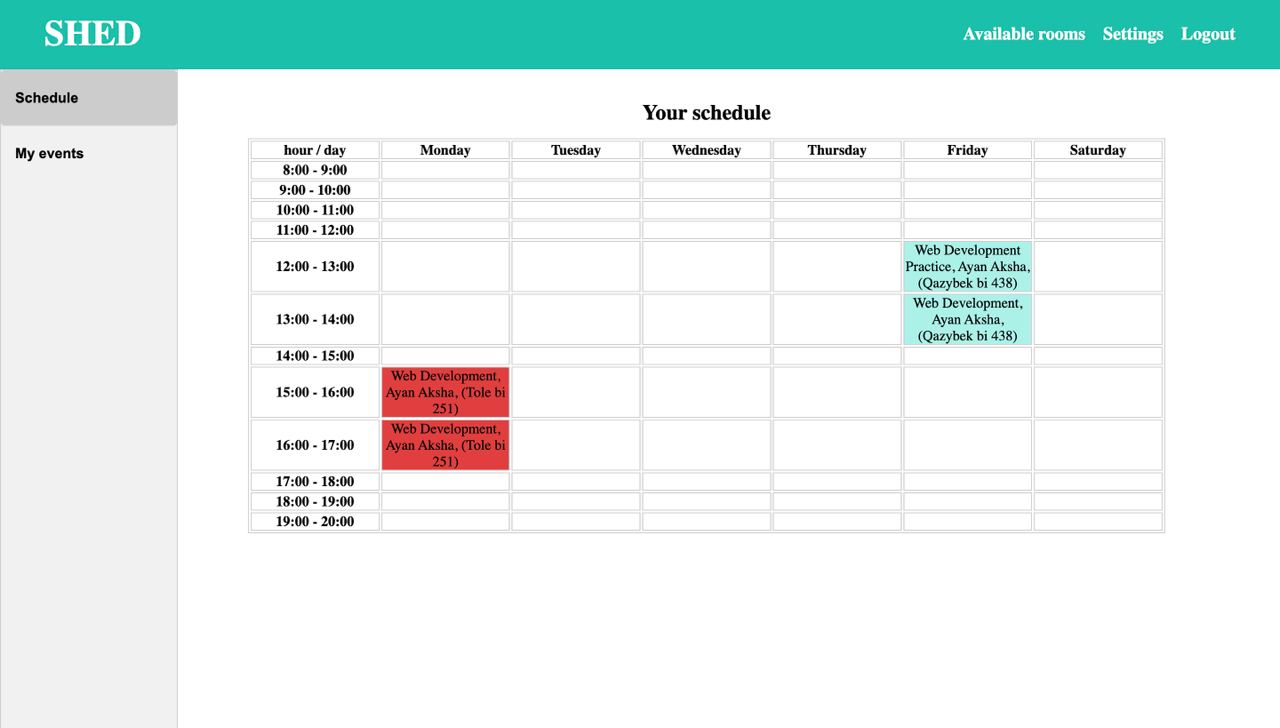 SHED
Available rooms Settings Logout
Schedule
My events
Your schedule
hour / day Monday Tuesday Wednesday Thursday Friday Saturday
8:00 - 9:00
9:00 - 10:00
10:00 - 11:00
11:00 - 12:00
12:00 - 13:00
Web Development
Practice, Ayan Aksha,
(Qazybek bi 438)
13:00 - 14:00
Web Development,
Ayan Aksha,
(Qazybek bi 438)
14:00 - 15:00
15:00 - 16:00
Web Development,
Ayan Aksha, (Tole bi
251)
16:00 - 17:00
Web Development,
Ayan Aksha, (Tole bi
251)
17:00 - 18:00
18:00 - 19:00
19:00 - 20:00